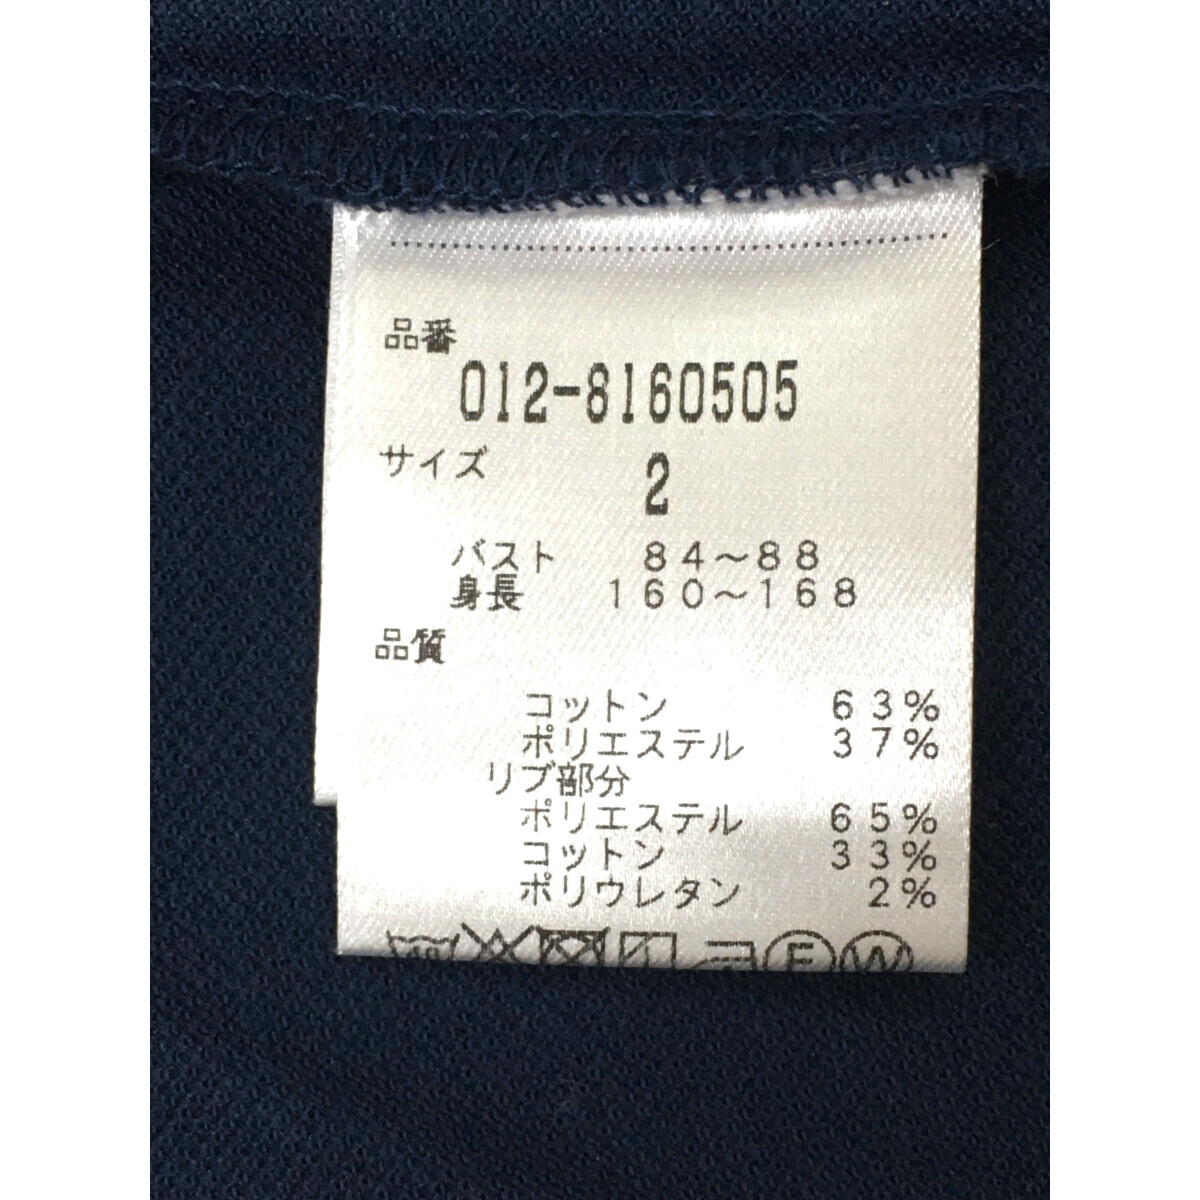 品番
012-8160505
サイズ 2
バスト 84～88
身長 160～168
品質
コットン 63%
ポリエステル 37%
リブ部分
ポリエステル 65%
コットン 33%
ポリウレタン 2%
40 F W